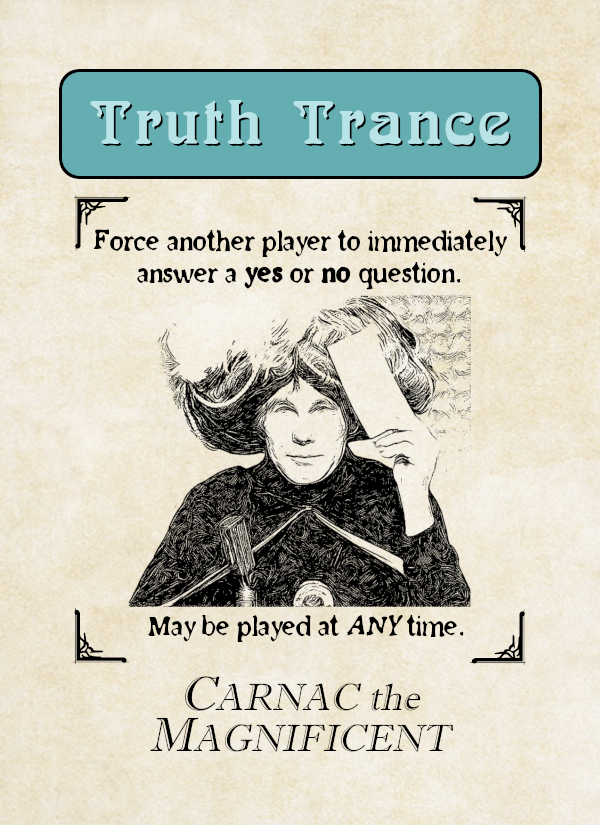 Truth Trance
Force another player to immediately
answer a yes or no question.
May be played at ANY time.
CARNAC the
MAGNIFICENT